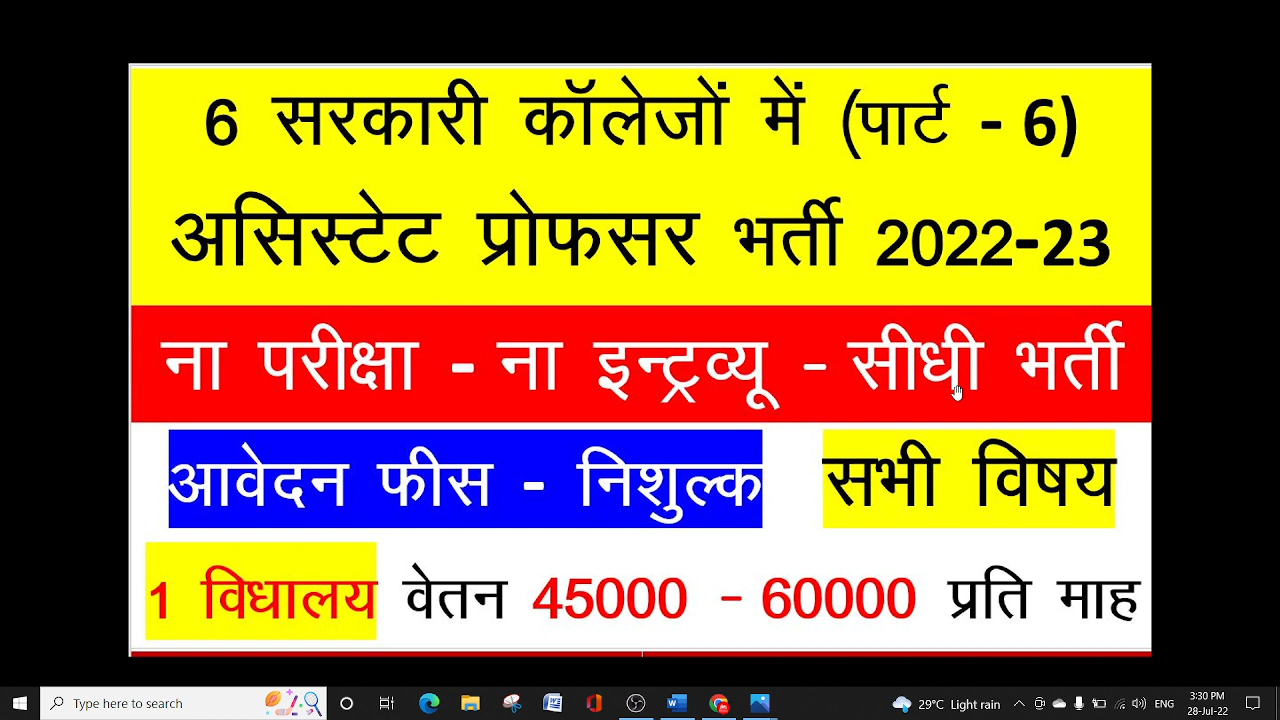 6 सरकारी कॉलेजों में (पार्ट - 6)
असिस्टेट प्रोफसर भर्ती 2022-23
ना परीक्षा - ना इन्ट्रव्यू - सीधी भर्ती
आवेदन फीस - निशुल्क सभी विषय
1 विधालय वेतन 45000 - 60000 प्रति माह
Type here to search
29°C Light rain
ENG
3:30 PM
28-Jul-22